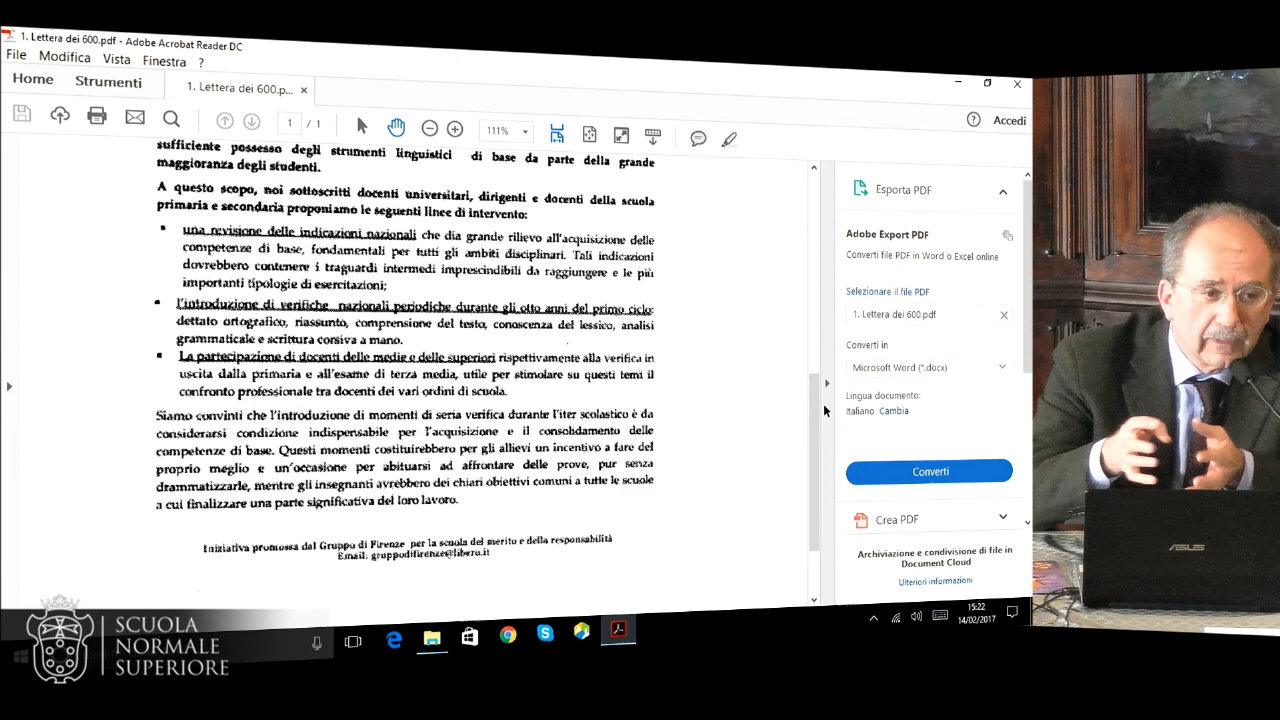 1. Lettera dei 600.pdf - Adobe Acrobat Reader DC
File Modifica Vista Finestra ?
Home Strumenti 1. Lettera dei 600.p... ×
1 / 1 111% Accedi
sufficiente possesso degli strumenti linguistici di base da parte della grande
maggioranza degli studenti.
A questo scopo, noi sottoscritti docenti universitari, dirigenti e docenti della scuola
primaria e secondaria proponiamo le seguenti linee di intervento:
▪ una revisione delle indicazioni nazionali che dia grande rilievo all'acquisizione delle
competenze di base, fondamentali per tutti gli ambiti disciplinari. Tali indicazioni
dovrebbero contenere i traguardi intermedi imprescindibili da raggiungere e le più
importanti tipologie di esercitazioni;
▪ l'introduzione di verifiche nazionali periodiche durante gli otto anni del primo ciclo:
dettato ortografico, riassunto, comprensione del testo, conoscenza del lessico, analisi
grammaticale e scrittura corsiva a mano.
▪ La partecipazione di docenti delle medie e delle superiori rispettivamente alla verifica in
uscita dalla primaria e all'esame di terza media, utile per stimolare su questi temi il
confronto professionale tra docenti dei vari ordini di scuola.
Siamo convinti che l'introduzione di momenti di seria verifica durante l'iter scolastico è da
considerarsi condizione indispensabile per l'acquisizione e il consolidamento delle
competenze di base. Questi momenti costituirebbero per gli allievi un incentivo a fare del
proprio meglio e un'occasione per abituarsi ad affrontare delle prove, pur senza
drammatizzarle, mentre gli insegnanti avrebbero dei chiari obiettivi comuni a tutte le scuole
a cui finalizzare una parte significativa del loro lavoro.
Iniziativa promossa dal Gruppo di Firenze per la scuola del merito e della responsabilità
Email: gruppodifirenze@libero.it
Esporta PDF
Adobe Export PDF
Converti file PDF in Word o Excel online
Selezionare il file PDF
1. Lettera dei 600.pdf ×
Converti in
Microsoft Word (*.docx)
Lingua documento:
Italiano Cambia
Converti
Crea PDF
Archiviazione e condivisione di file in
Document Cloud
Ulteriori informazioni
15:22
14/02/2017
ASUS
SCUOLA
NORMALE
SUPERIORE